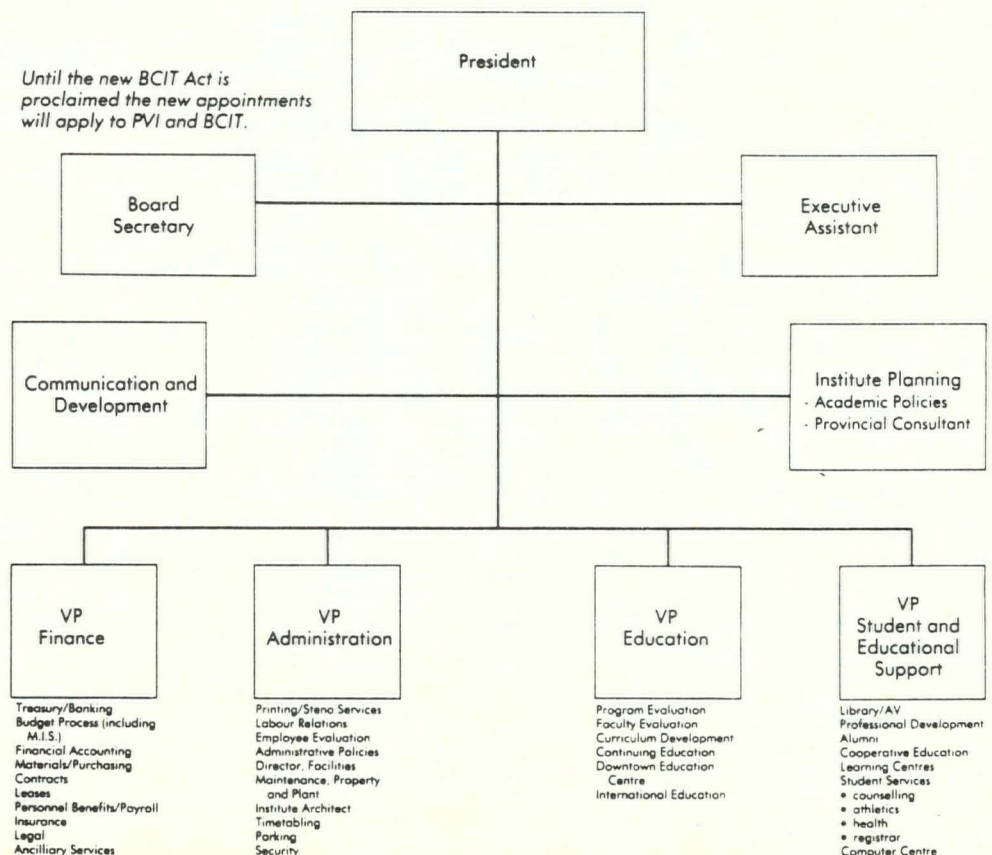 President
Until the new BCIT Act is
proclaimed the new appointments
will apply to PVI and BCIT.
Board
Secretary
Executive
Assistant
Communication and
Development
Institute Planning
- Academic Policies
- Provincial Consultant
VP
Finance
Treasury/Banking
Budget Process (including
M.I.S.)
Financial Accounting
Materials/Purchasing
Contracts
Leases
Personnel Benefits/Payroll
Insurance
Legal
Ancilliary Services
VP
Administration
Printing/Steno Services
Labour Relations
Employee Evaluation
Administrative Policies
Director, Facilities
Maintenance, Property
and Plant
Institute Architect
Timetabling
Parking
Security
VP
Education
Program Evaluation
Faculty Evaluation
Curriculum Development
Continuing Education
Downtown Education
Centre
International Education
VP
Student and
Educational
Support
Library/AV
Professional Development
Alumni
Cooperative Education
Learning Centres
Student Services
• counselling
• athletics
• health
• registrar
Computer Centre